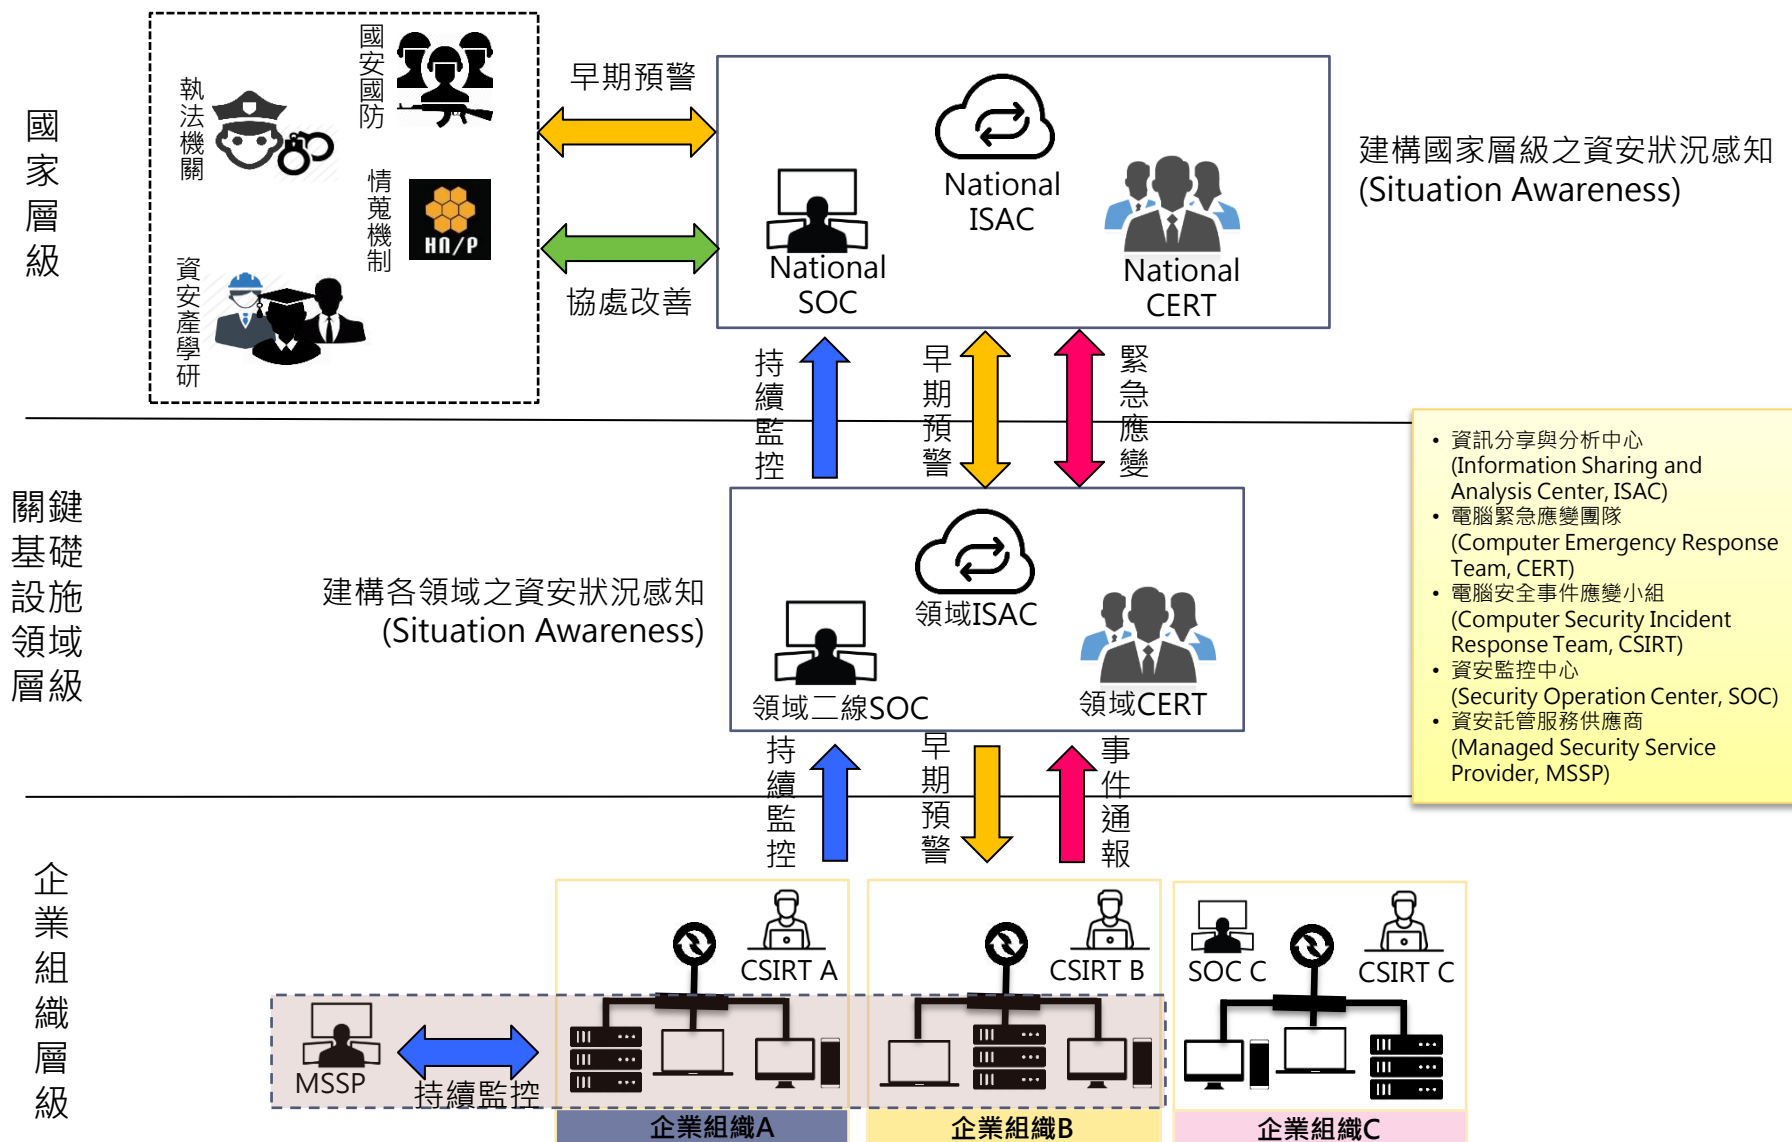 國家層級
執法機關
國安國防
情蒐機制
HN/P
資安產學研
早期預警
協處改善
National
ISAC
National
SOC
National
CERT
建構國家層級之資安狀況感知
(Situation Awareness)
持續監控
早期預警
緊急應變
關鍵
基礎
設施
領域
層級
建構各領域之資安狀況感知
(Situation Awareness)
領域ISAC
領域二線SOC
領域CERT
• 資訊分享與分析中心
(Information Sharing and
Analysis Center, ISAC)
• 電腦緊急應變團隊
(Computer Emergency Response
Team, CERT)
• 電腦安全事件應變小組
(Computer Security Incident
Response Team, CSIRT)
• 資安監控中心
(Security Operation Center, SOC)
• 資安託管服務供應商
(Managed Security Service
Provider, MSSP)
持續監控
早期預警
事件通報
企業組織層級
CSIRT A
CSIRT B
SOC C
CSIRT C
MSSP
持續監控
企業組織A
企業組織B
企業組織C